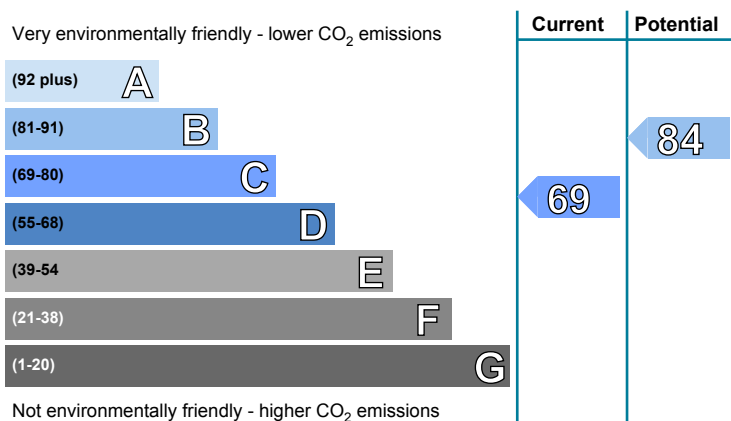 Very environmentally friendly - lower CO2 emissions
Current
Potential
(92 plus) A
(81-91) B
84
(69-80) C
69
(55-68) D
(39-54 E
(21-38) F
(1-20) G
Not environmentally friendly - higher CO2 emissions